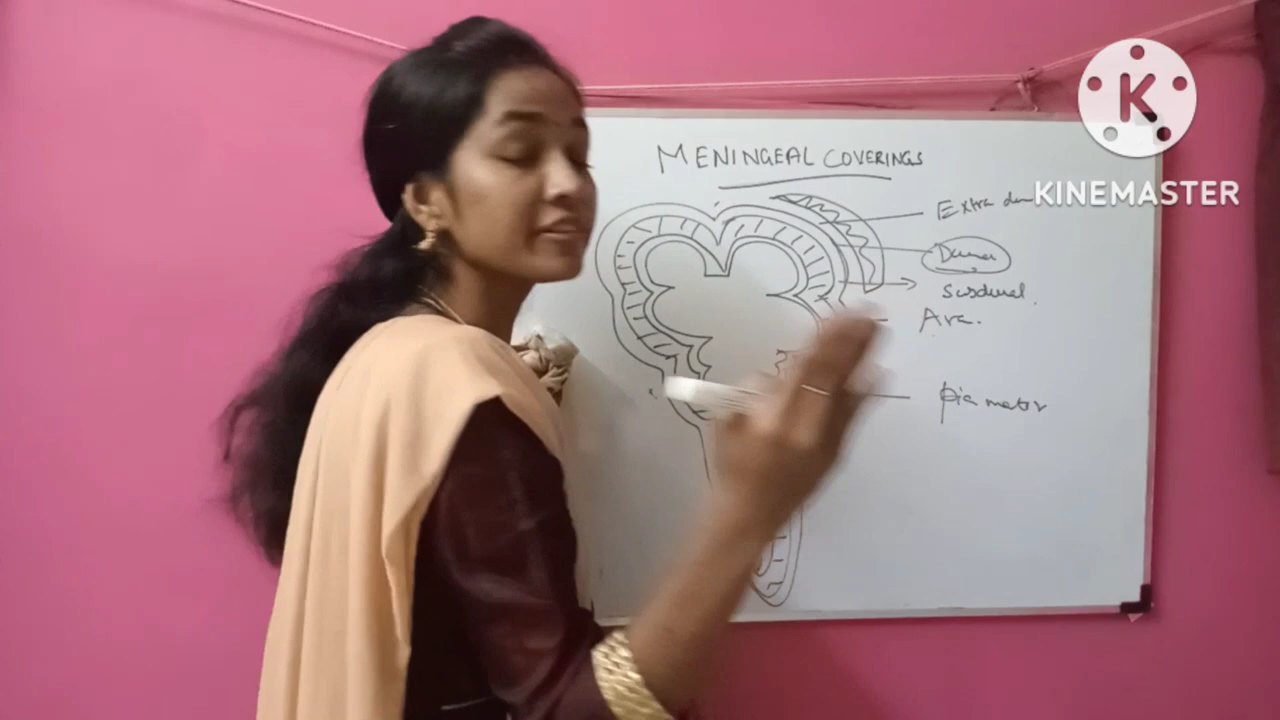 MENINGEAL COVERINGS
Extra du
K
KINEMASTER
Dura
Subdural.
Ara.
pia mater